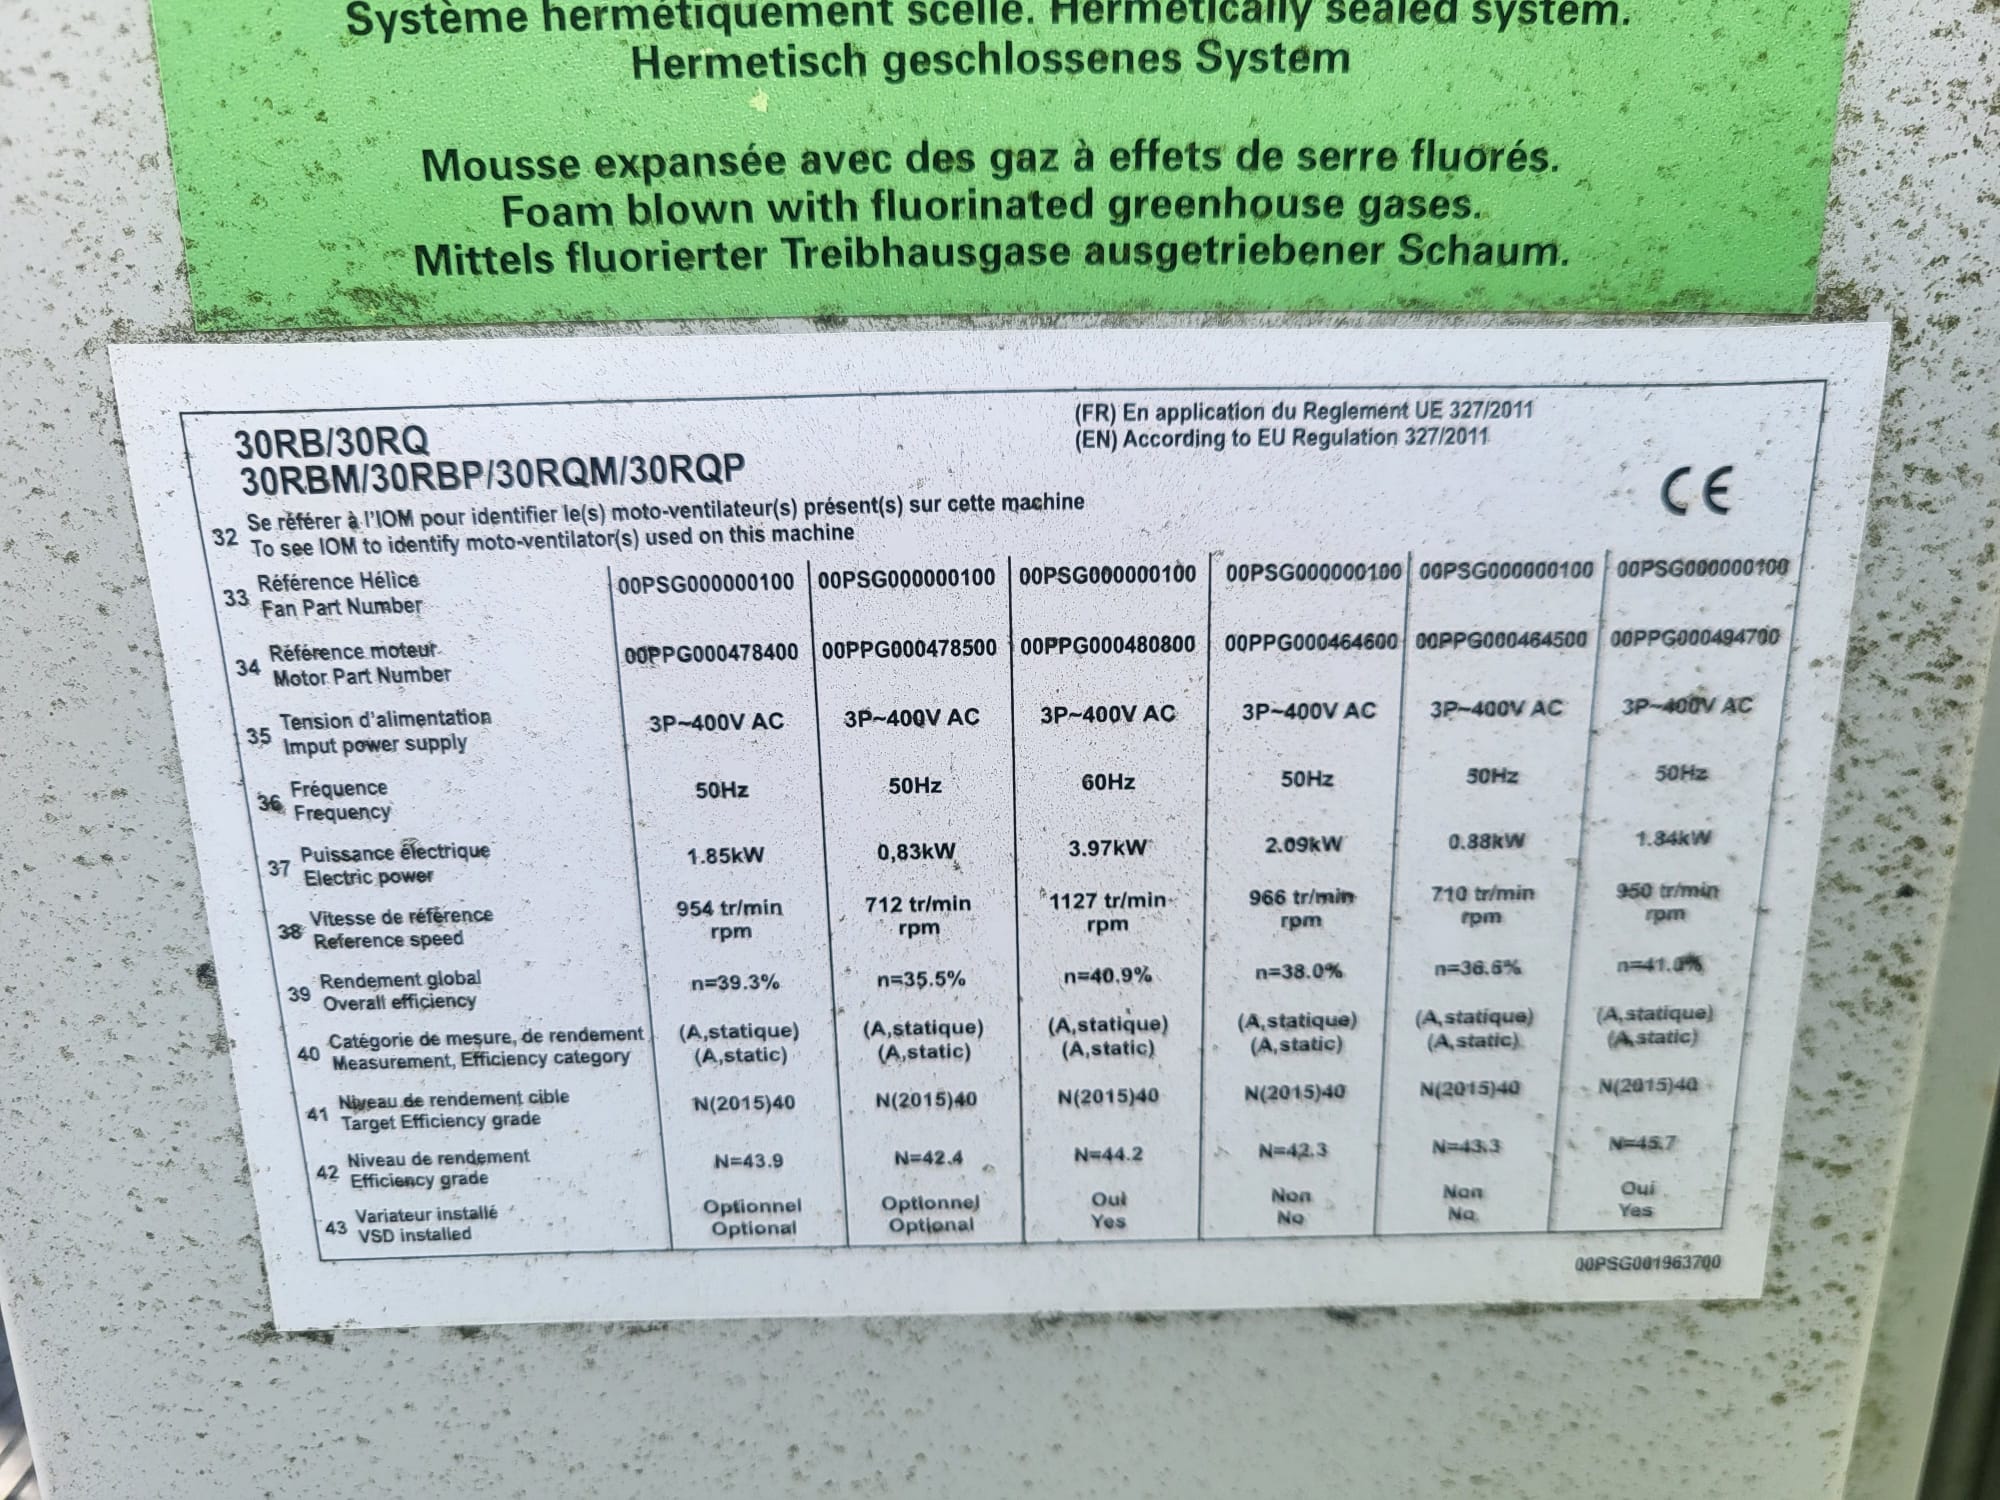 Système hermétiquement scellé. Hermetically sealed system.
Hermetisch geschlossenes System
Mousse expansée avec des gaz à effets de serre fluorés.
Foam blown with fluorinated greenhouse gases.
Mittels fluorierter Treibhausgase ausgetriebener Schaum.
30RB/30RQ
30RBM/30RBP/30RQM/30RQP
(FR) En application du Reglement UE 327/2011
(EN) According to EU Regulation 327/2011
CE
32 Se référer à l'IOM pour identifier le(s) moto-ventilateur(s) présent(s) sur cette machine
To see IOM to identify moto-ventilator(s) used on this machine
33 Référence Hélice
Fan Part Number
00PSG000000100 00PSG000000100 00PSG000000100 00PSG000000100 00PSG000000100 00PSG000000100
34 Référence moteur
Motor Part Number
00PPG000478400 00PPG000478500 00PPG000480800 00PPG000464600 00PPG000464500 00PPG000494700
35 Tension d'alimentation
Imput power supply
3P~400V AC 3P~400V AC 3P~400V AC 3P~400V AC 3P~400V AC 3P~400V AC
36 Fréquence
Frequency
50Hz 50Hz 60Hz 50Hz 50Hz 50Hz
37 Puissance électrique
Electric power
1.85kW 0,83kW 3.97kW 2.09kW 0.88kW 1.84kW
38 Vitesse de référence
Reference speed
954 tr/min 712 tr/min 1127 tr/min 966 tr/min 710 tr/min 950 tr/min
rpm rpm rpm rpm rpm rpm
39 Rendement global
Overall efficiency
n=39.3% n=35.5% n=40.9% n=38.0% n=36.6% n=41.0%
40 Catégorie de mesure, de rendement
Measurement, Efficiency category
(A,statique) (A,statique) (A,statique) (A,statique) (A,statique) (A,statique)
(A,static) (A,static) (A,static) (A,static) (A,static) (A,static)
41 Niveau de rendement cible
Target Efficiency grade
N(2015)40 N(2015)40 N(2015)40 N(2015)40 N(2015)40 N(2015)40
42 Niveau de rendement
Efficiency grade
N=43.9 N=42.4 N=44.2 N=42.3 N=43.3 N=45.7
43 Variateur installé
VSD installed
Optionnel Optionnel Oui Non Non Oui
Optional Optional Yes No No Yes
00PSG001963700